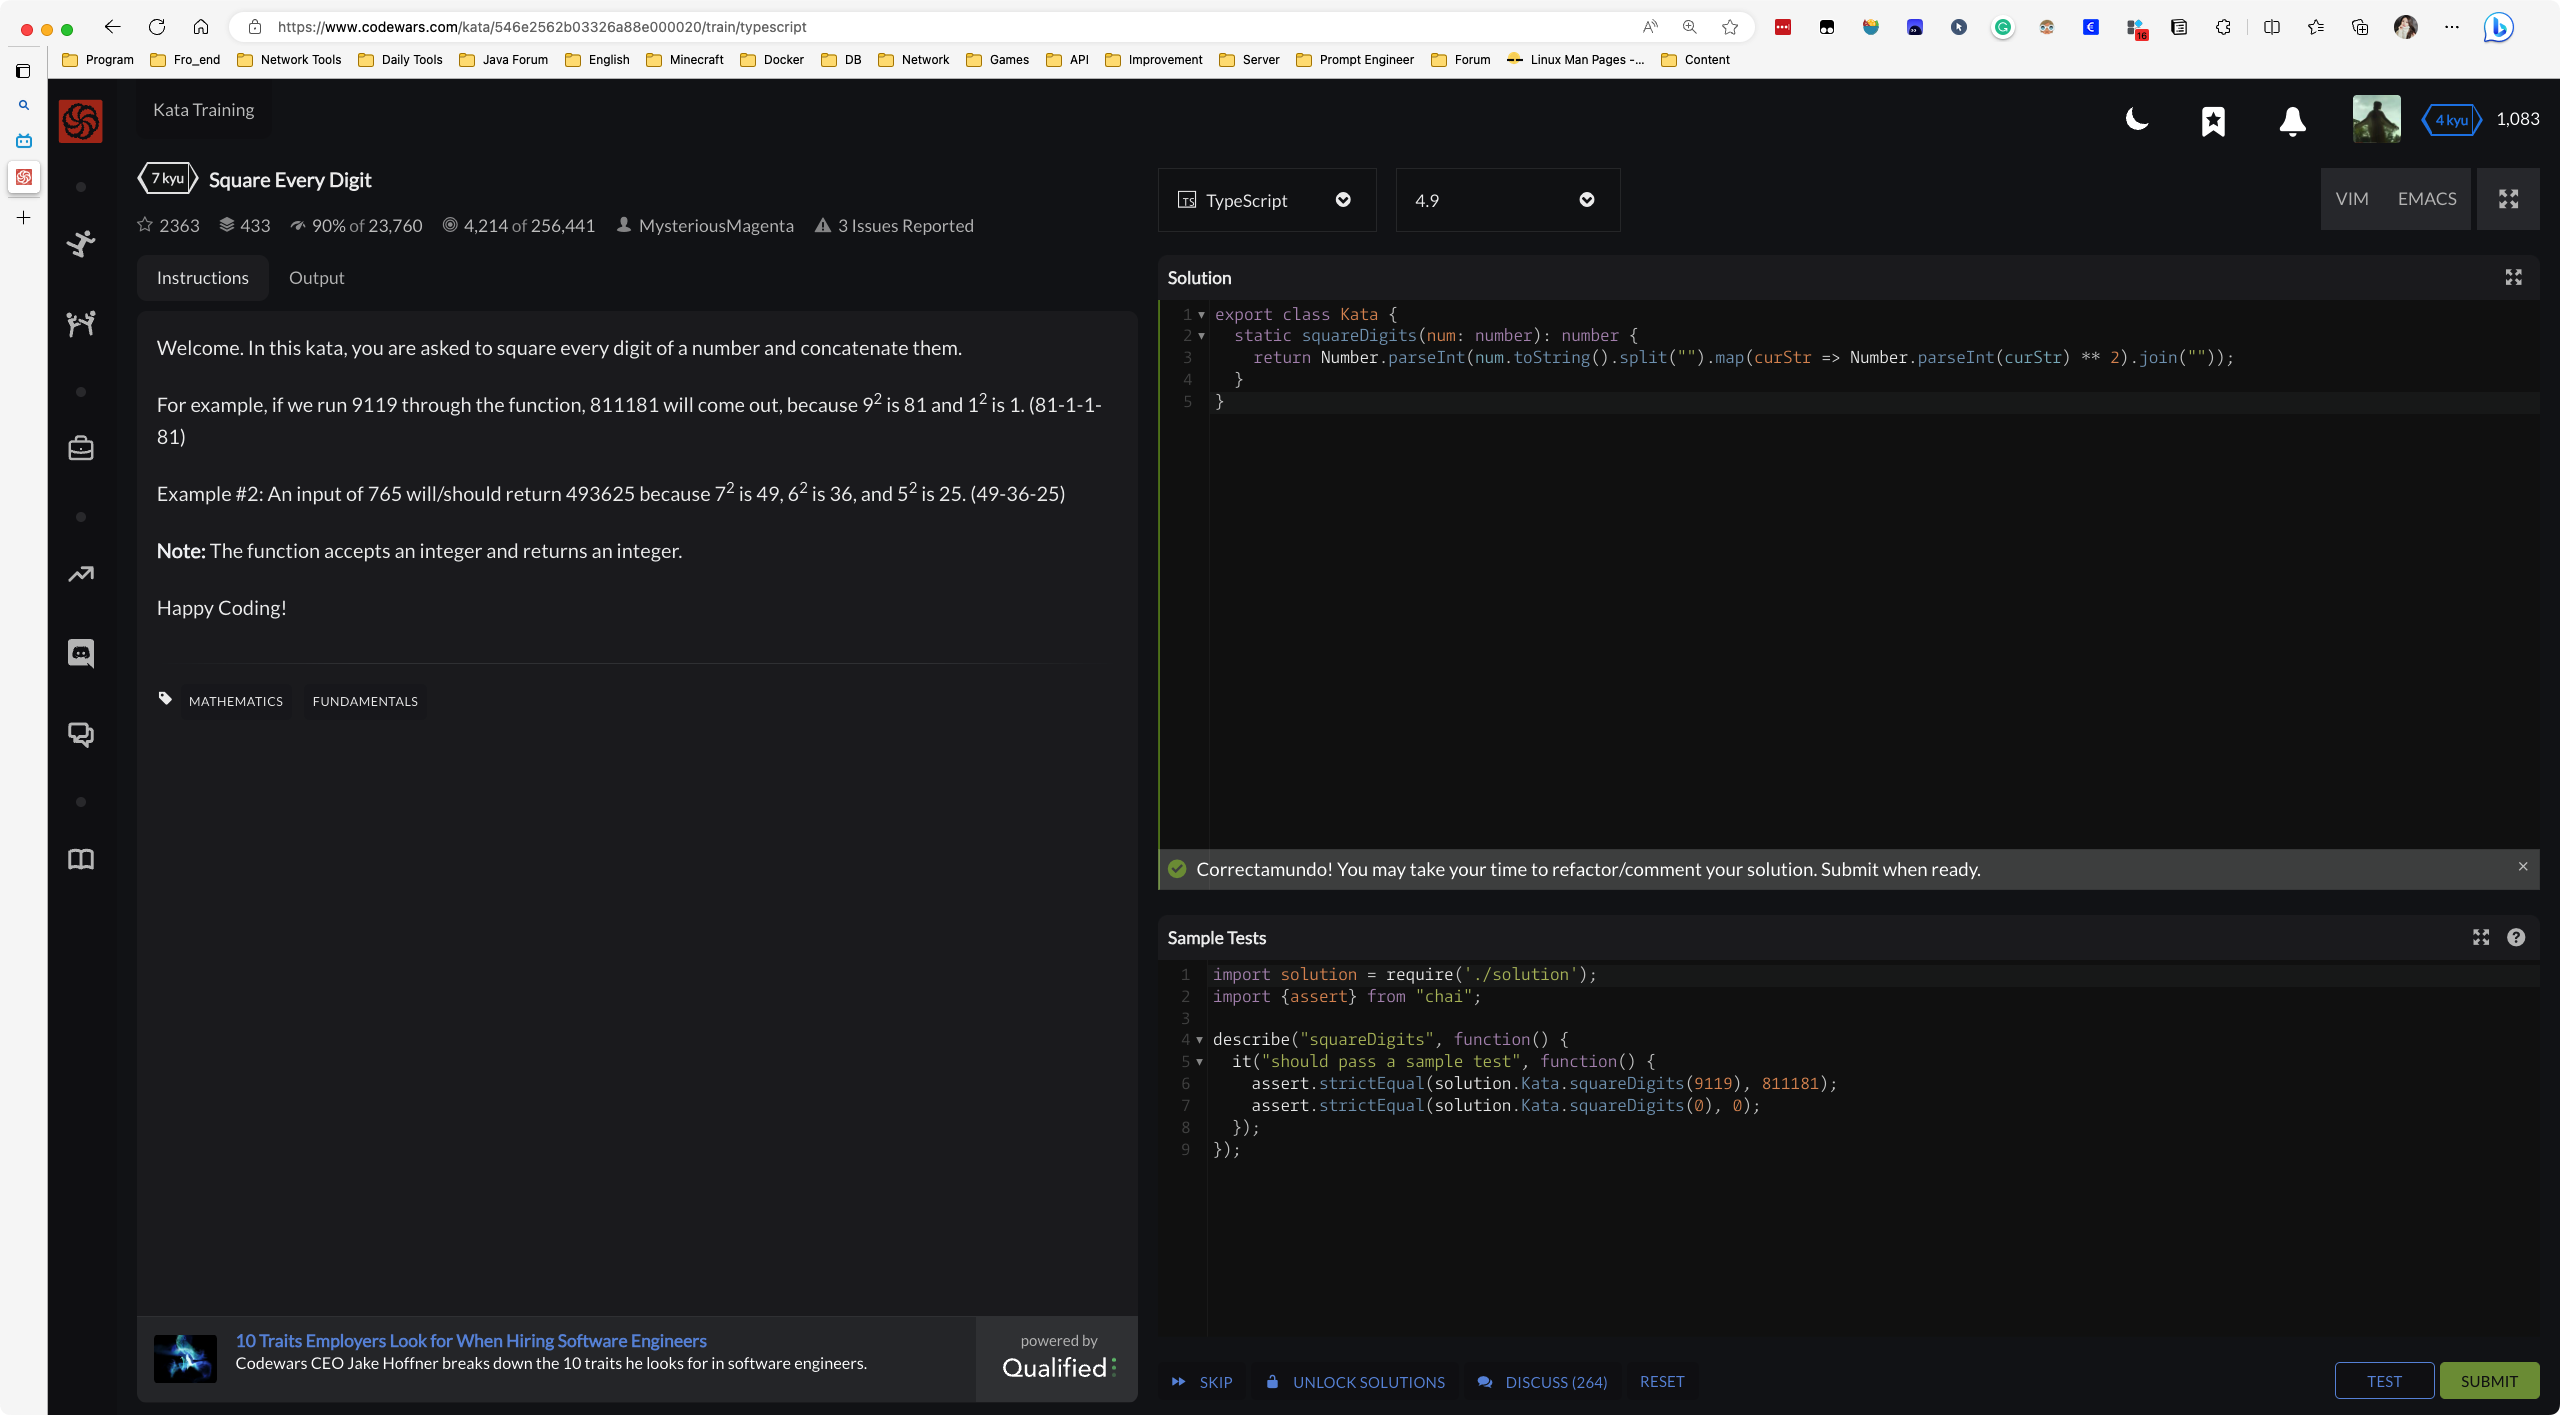 https://www.codewars.com/kata/546e2562b03326a88e000020/train/typescript
16
Program Fro_end Network Tools Daily Tools Java Forum English Minecraft Docker DB Network Games API Improvement Server Prompt Engineer Forum Linux Man Pages -... Content
Kata Training
4 kyu 1,083
7 kyu Square Every Digit
2363 433 90% of 23,760 4,214 of 256,441 MysteriousMagenta 3 Issues Reported
TypeScript 4.9 VIM EMACS
Instructions Output
Welcome. In this kata, you are asked to square every digit of a number and concatenate them.
For example, if we run 9119 through the function, 811181 will come out, because 9² is 81 and 1² is 1. (81-1-1-
81)
Example #2: An input of 765 will/should return 493625 because 7² is 49, 6² is 36, and 5² is 25. (49-36-25)
Note: The function accepts an integer and returns an integer.
Happy Coding!
MATHEMATICS FUNDAMENTALS
10 Traits Employers Look for When Hiring Software Engineers
Codewars CEO Jake Hoffner breaks down the 10 traits he looks for in software engineers.
powered by
Qualified
Solution
1 export class Kata {
2 static squareDigits(num: number): number {
3 return Number.parseInt(num.toString().split("").map(curStr => Number.parseInt(curStr) ** 2).join(""));
4 }
5 }
Correctamundo! You may take your time to refactor/comment your solution. Submit when ready.
Sample Tests
1 import solution = require('./solution');
2 import {assert} from "chai";
3
4 describe("squareDigits", function() {
5 it("should pass a sample test", function() {
6 assert.strictEqual(solution.Kata.squareDigits(9119), 811181);
7 assert.strictEqual(solution.Kata.squareDigits(0), 0);
8 });
9 });
SKIP UNLOCK SOLUTIONS DISCUSS (264) RESET TEST SUBMIT